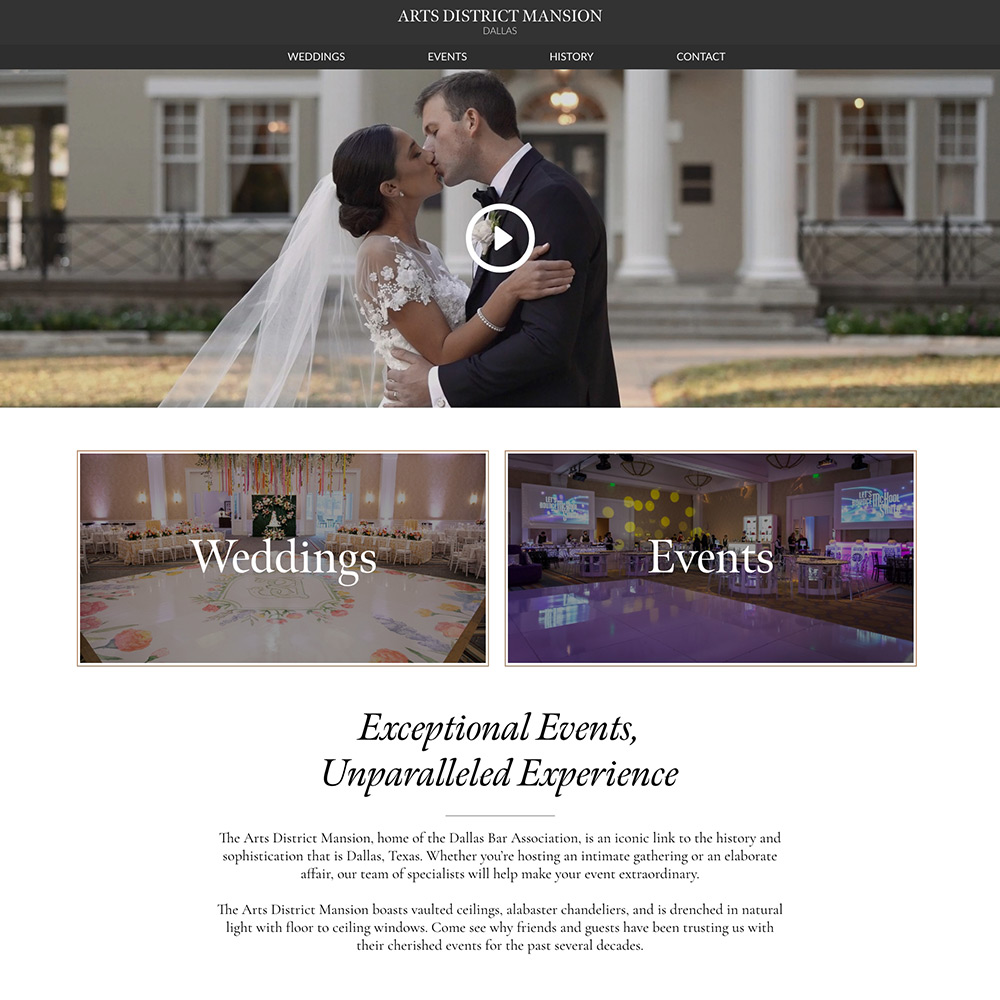 ARTS DISTRICT MANSION
DALLAS
WEDDINGS EVENTS HISTORY CONTACT
Weddings
Events
Exceptional Events,
Unparalleled Experience
The Arts District Mansion, home of the Dallas Bar Association, is an iconic link to the history and
sophistication that is Dallas, Texas. Whether you’re hosting an intimate gathering or an elaborate
affair, our team of specialists will help make your event extraordinary.
The Arts District Mansion boasts vaulted ceilings, alabaster chandeliers, and is drenched in natural
light with floor to ceiling windows. Come see why friends and guests have been trusting us with
their cherished events for the past several decades.